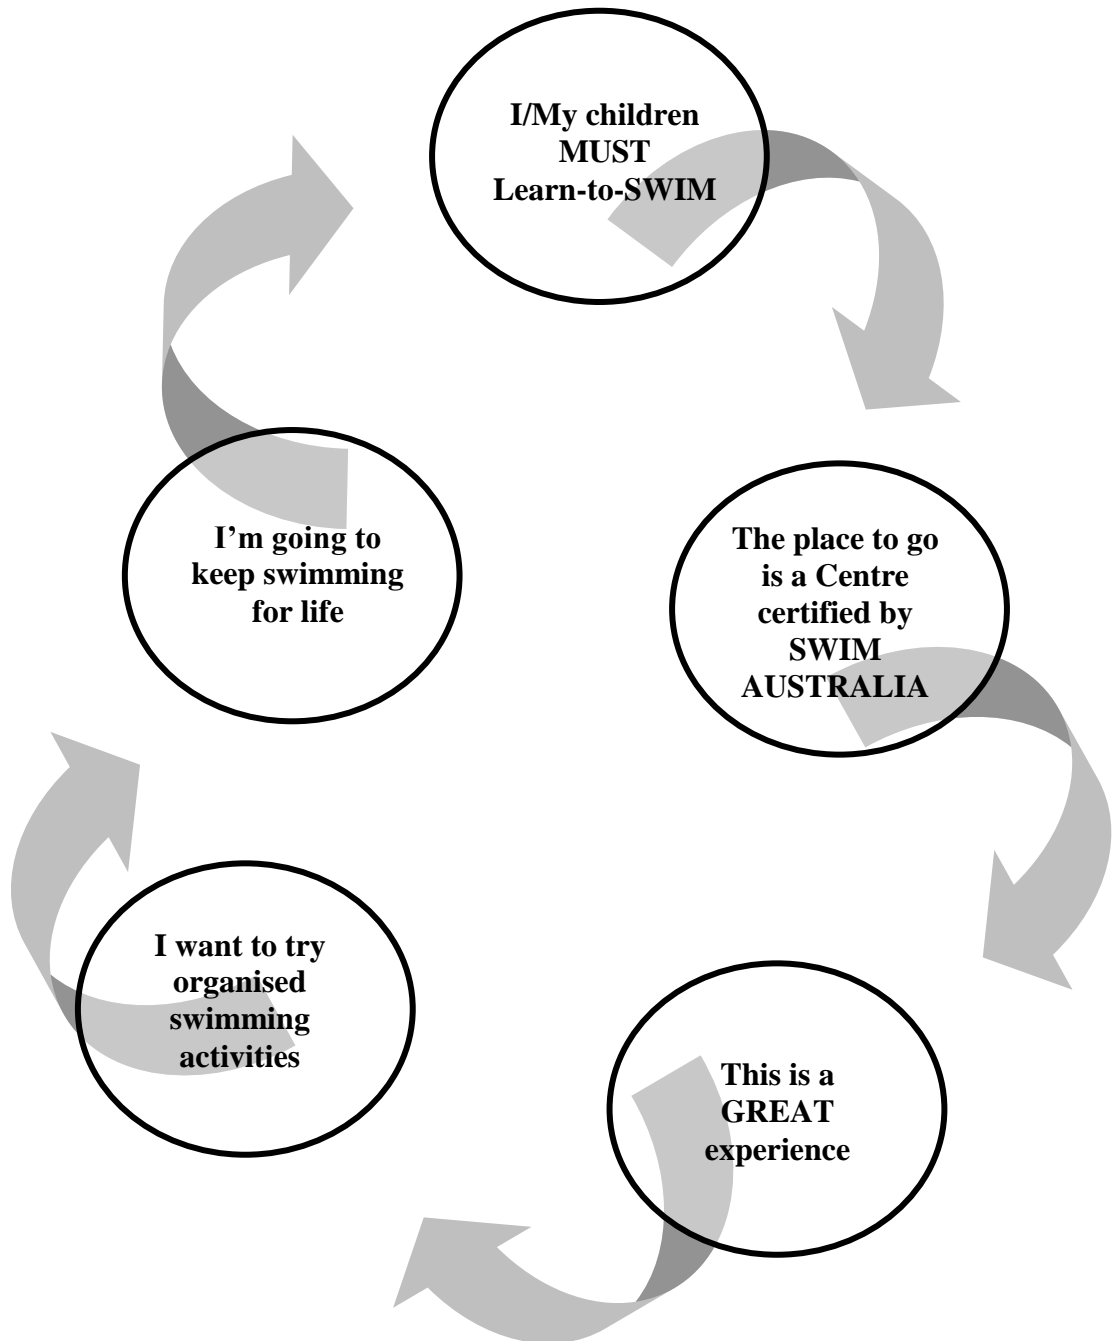 I/My children
MUST
Learn-to-SWIM
The place to go
is a Centre
certified by
SWIM
AUSTRALIA
This is a
GREAT
experience
I want to try
organised
swimming
activities
I’m going to
keep swimming
for life